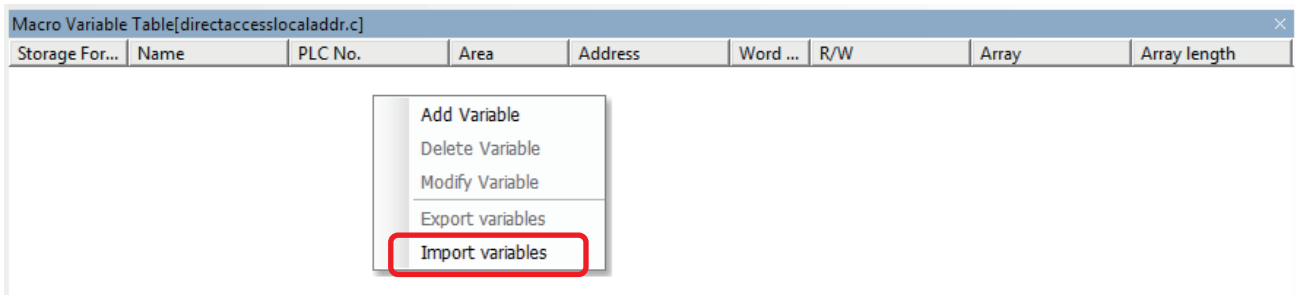 Macro Variable Table[directaccesslocaladdr.c]
Storage For... Name PLC No. Area Address Word ... R/W Array Array length
Add Variable
Delete Variable
Modify Variable
Export variables
Import variables